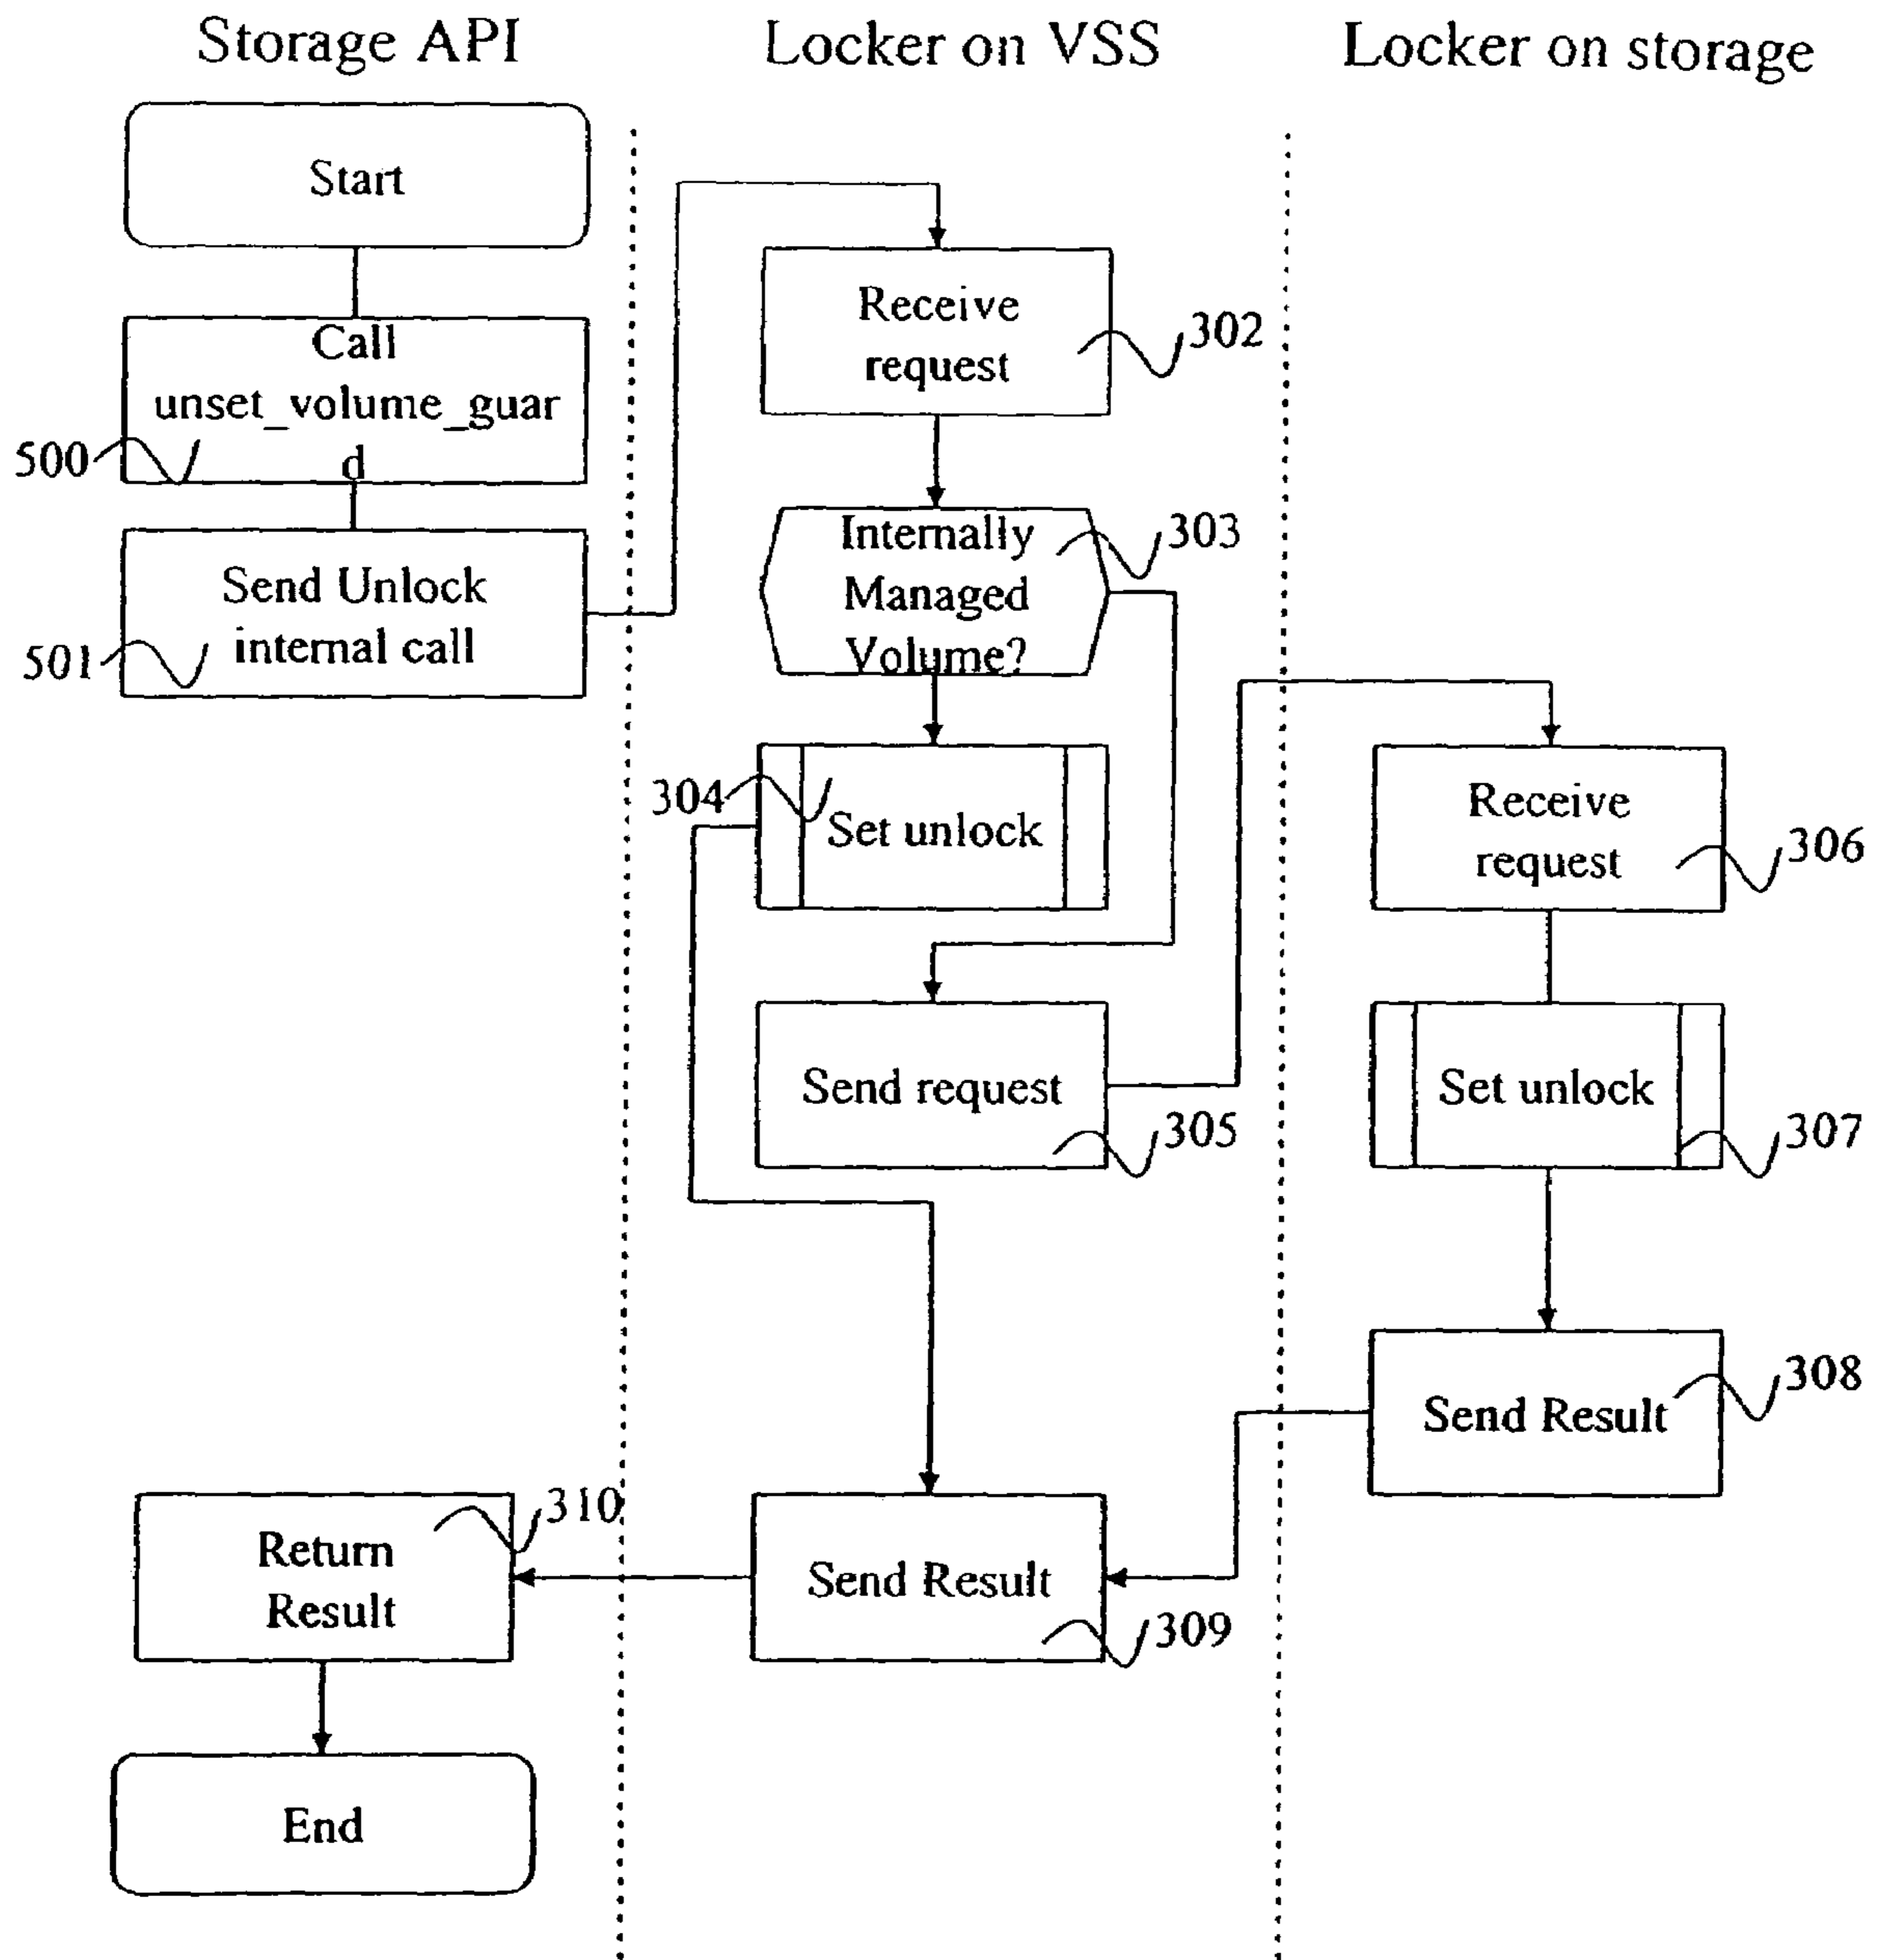 Storage API
Locker on VSS
Locker on storage
Start
Call
unset_volume_guar
d
500
Send Unlock
internal call
501
Receive
request
302
Internally
Managed
Volume?
303
304
Set unlock
Send request
305
Receive
request
306
Set unlock
307
Send Result
308
Send Result
309
Return
Result
310
End